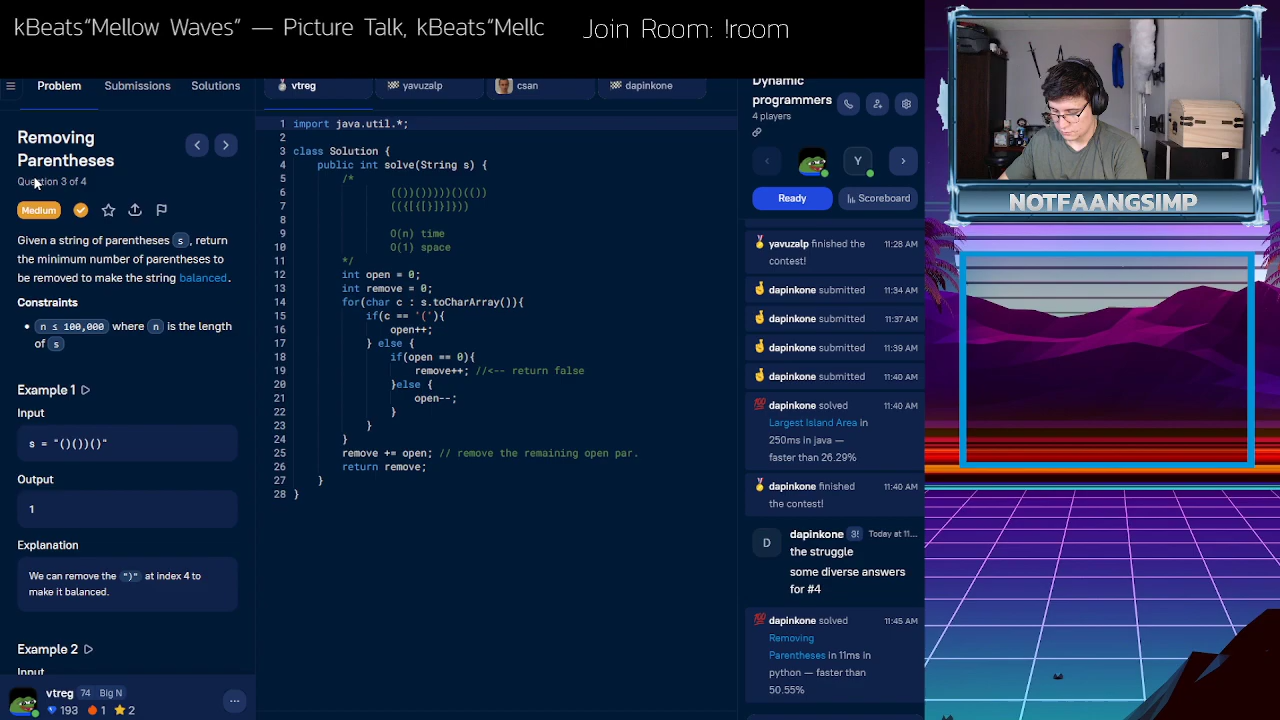 kBeats"Mellow Waves" — Picture Talk, kBeats"Mellc
Join Room: !room
Problem
Submissions
Solutions
Removing
Parentheses
Question 3 of 4
Medium
Given a string of parentheses s, return
the minimum number of parentheses to
be removed to make the string balanced.
Constraints
• n ≤ 100,000 where n is the length
of s
Example 1
Input
s = "()())()"
Output
1
Explanation
We can remove the ")" at index 4 to
make it balanced.
Example 2
Input
vtreg 74 Big N
193 1 2
vtreg
yavuzalp
csan
dapinkone
1 import java.util.*;
2
3 class Solution {
4 public int solve(String s) {
5 /*
6 (())()))))()(())
7 ((([{[}]}]}))
8
9 O(n) time
10 O(1) space
11 */
12 int open = 0;
13 int remove = 0;
14 for(char c : s.toCharArray()){
15 if(c == '('){
16 open++;
17 } else {
18 if(open == 0){
19 remove++; //<-- return false
20 }else {
21 open--;
22 }
23 }
24 }
25 remove += open; // remove the remaining open par.
26 return remove;
27 }
28 }
Dynamic
programmers
4 players
Y
Ready
Scoreboard
yavuzalp finished the 11:28 AM
contest!
dapinkone submitted 11:34 AM
dapinkone submitted 11:37 AM
dapinkone submitted 11:39 AM
dapinkone submitted 11:40 AM
dapinkone solved 11:40 AM
Largest Island Area in
250ms in java —
faster than 26.29%
dapinkone finished 11:40 AM
the contest!
D
dapinkone 31 Today at 11...
the struggle
some diverse answers
for #4
dapinkone solved 11:45 AM
Removing
Parentheses in 11ms in
python — faster than
50.55%
NOTFAANGSIMP